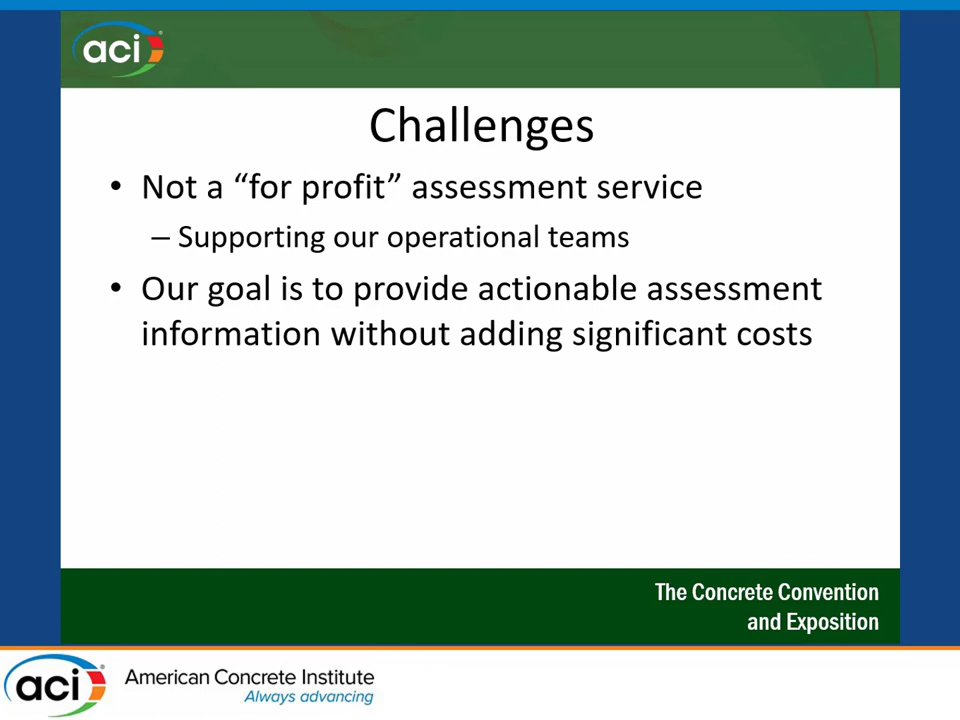 aci
Challenges
• Not a “for profit” assessment service
– Supporting our operational teams
• Our goal is to provide actionable assessment
information without adding significant costs
The Concrete Convention
and Exposition
aci
American Concrete Institute
Always advancing